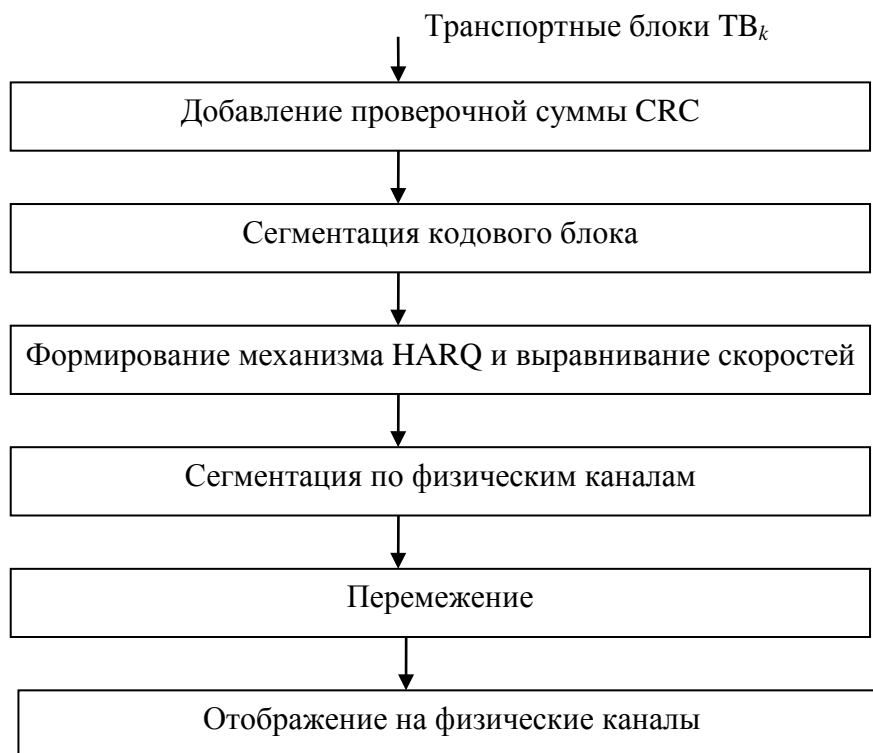 Транспортные блоки TBₖ
Добавление проверочной суммы CRC
Сегментация кодового блока
Формирование механизма HARQ и выравнивание скоростей
Сегментация по физическим каналам
Перемежение
Отображение на физические каналы